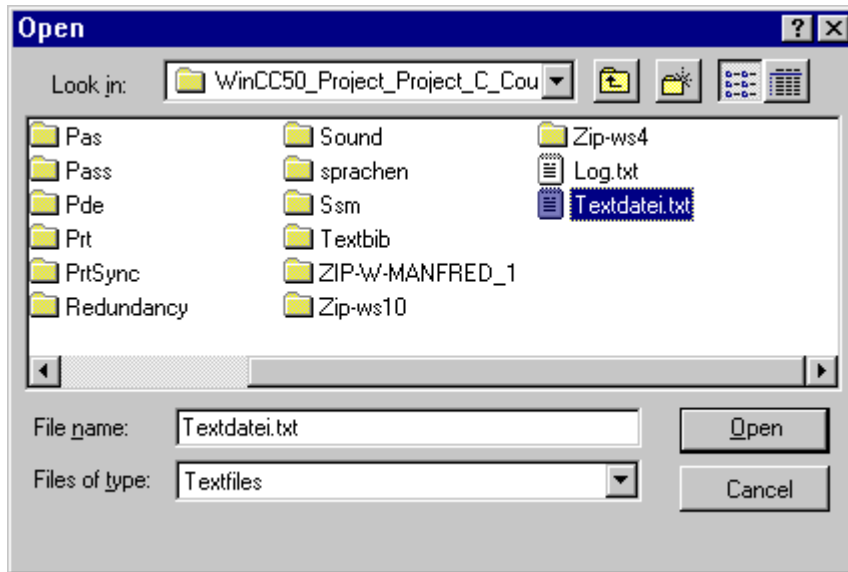 Open
Look in: WinCC50_Project_Project_C_Cou
Pas Sound Zip-ws4
Pass sprachen Log.txt
Pde Ssm Textdatei.txt
Prt Textbib
PrtSync ZIP-W-MANFRED_1
Redundancy Zip-ws10
File name: Textdatei.txt Open
Files of type: Textfiles Cancel